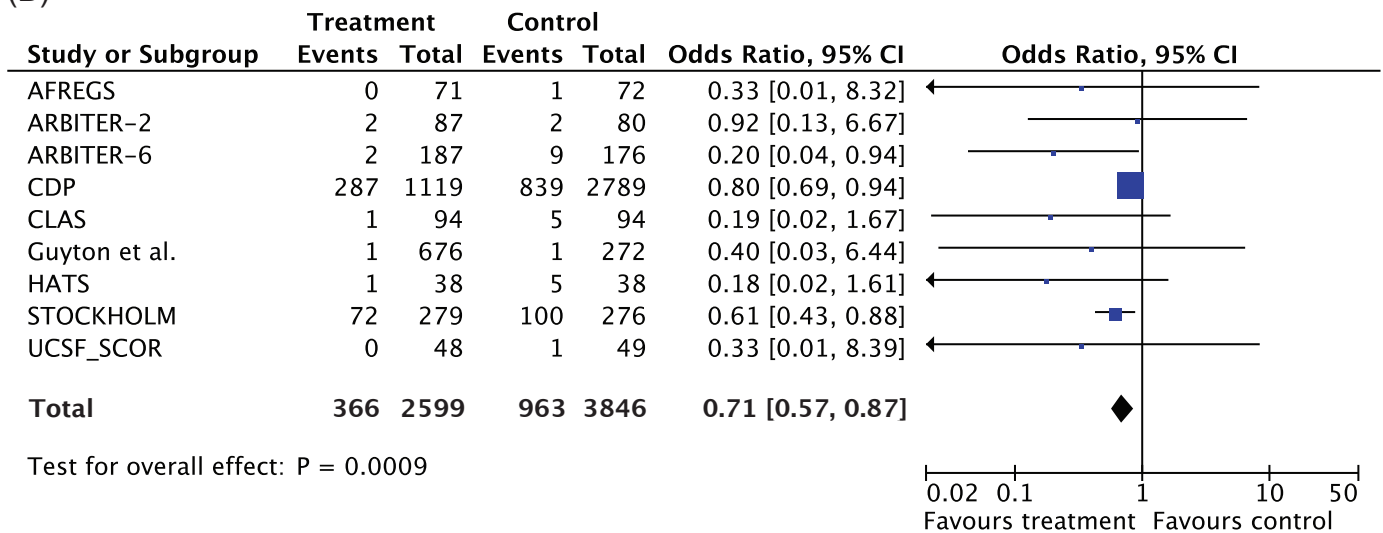 (B)
Treatment Control
Study or Subgroup Events Total Events Total Odds Ratio, 95% CI Odds Ratio, 95% CI
AFREGS 0 71 1 72 0.33 [0.01, 8.32]
ARBITER–2 2 87 2 80 0.92 [0.13, 6.67]
ARBITER–6 2 187 9 176 0.20 [0.04, 0.94]
CDP 287 1119 839 2789 0.80 [0.69, 0.94]
CLAS 1 94 5 94 0.19 [0.02, 1.67]
Guyton et al. 1 676 1 272 0.40 [0.03, 6.44]
HATS 1 38 5 38 0.18 [0.02, 1.61]
STOCKHOLM 72 279 100 276 0.61 [0.43, 0.88]
UCSF_SCOR 0 48 1 49 0.33 [0.01, 8.39]
Total 366 2599 963 3846 0.71 [0.57, 0.87]
Test for overall effect: P = 0.0009
0.02 0.1 1 10 50
Favours treatment Favours control